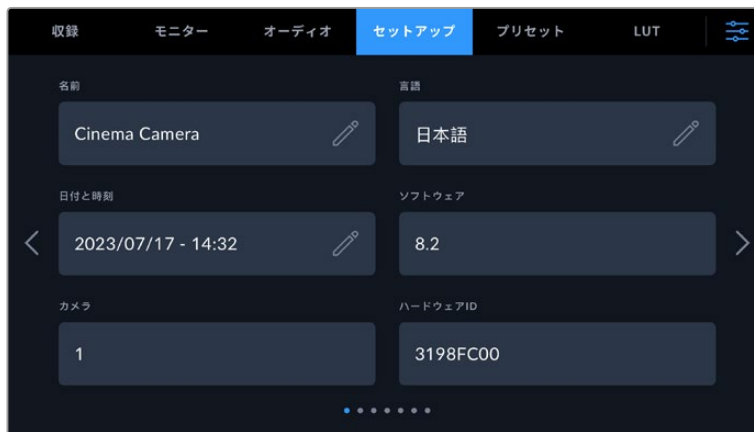 収録 モニター オーディオ セットアップ プリセット LUT
名前 言語
Cinema Camera 日本語
日付と時刻 ソフトウェア
2023/07/17 - 14:32 8.2
カメラ ハードウェアID
1 3198FC00